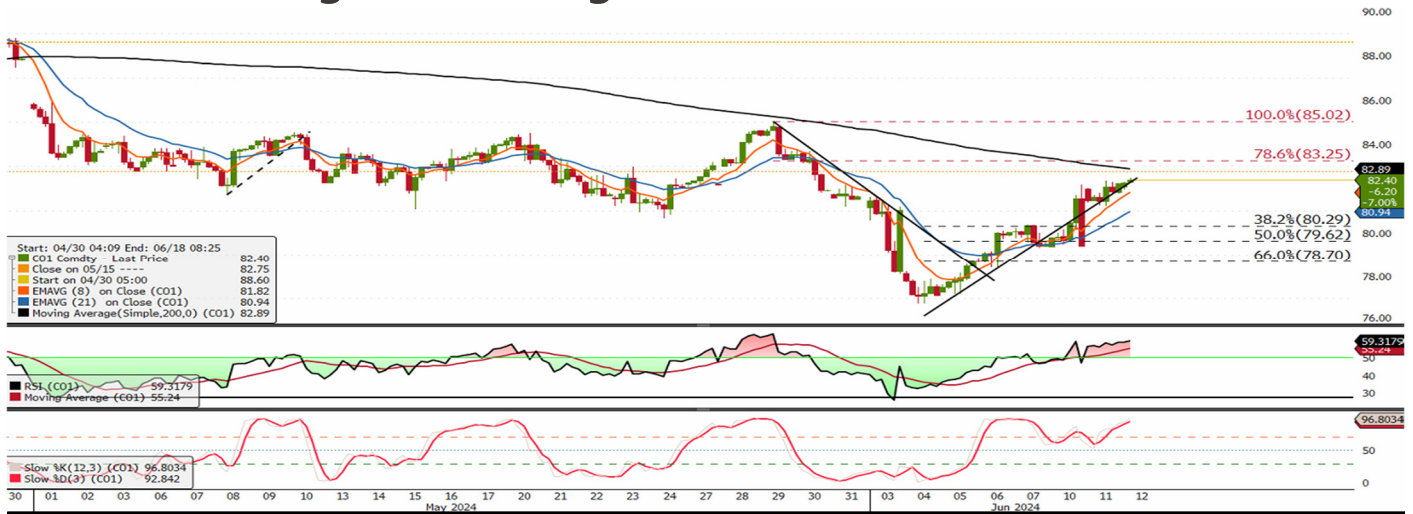 90.00
88.00
86.00
100.0%(85.02)
84.00
78.6%(83.25)
82.89
82.40
-6.20
-7.00%
80.94
38.2%(80.29)
80.00
50.0%(79.62)
66.0%(78.70)
78.00
76.00
Start: 04/30 04:09 End: 06/18 08:25
CO1 Comdty - Last Price 82.40
Close on 05/15 ---- 82.75
Start on 04/30 05:00 88.60
EMAVG (8) on Close (CO1) 81.82
EMAVG (21) on Close (CO1) 80.94
Moving Average(Simple,200,0) (CO1) 82.89
59.3179
55.24
50
40
30
RSI (CO1) 59.3179
Moving Average (CO1) 55.24
96.8034
50
0
Slow %K(12,3) (CO1) 96.8034
Slow %D(3) (CO1) 92.842
30 01 02 03 06 07 08 09 10 13 14 15 16 17 20 21 22 23 24 27 28 29 30 31 03 04 05 06 07 10 11 12
May 2024 Jun 2024